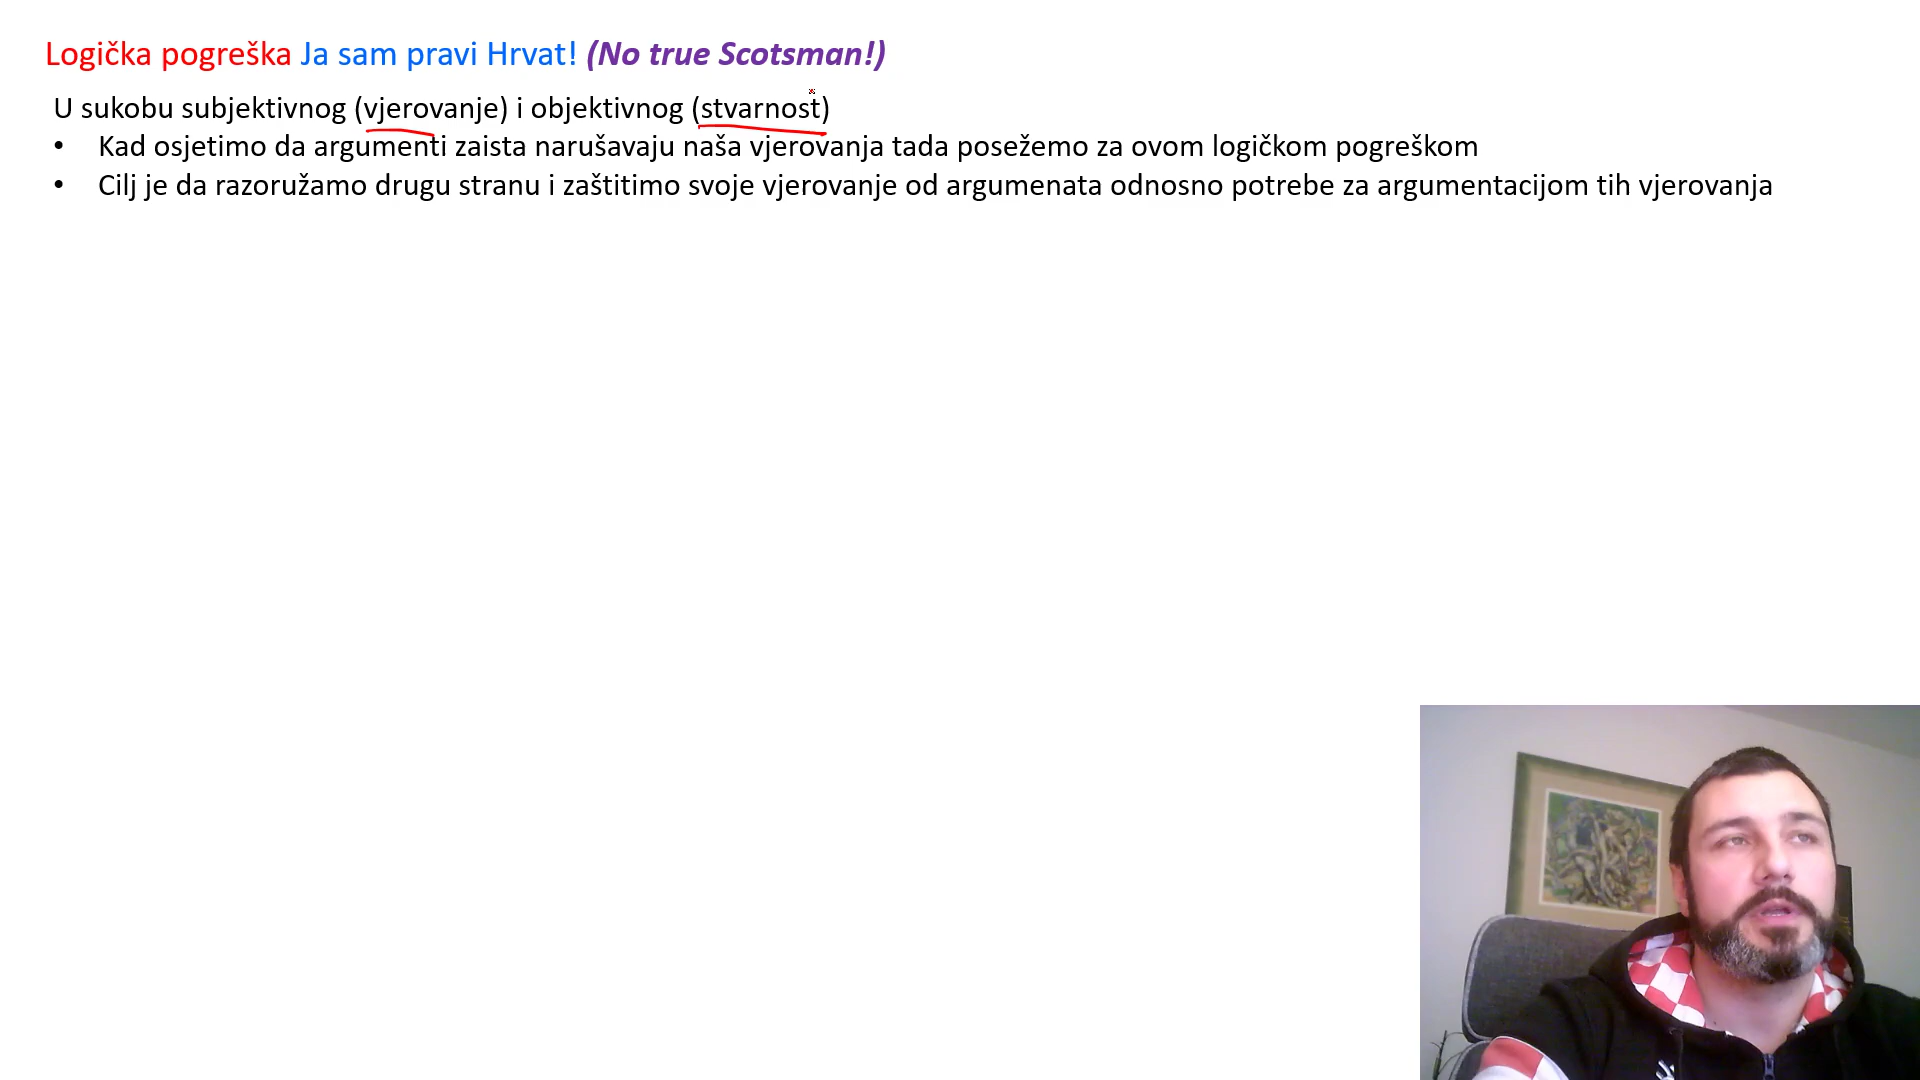 Logička pogreška Ja sam pravi Hrvat! (No true Scotsman!)
U sukobu subjektivnog (vjerovanje) i objektivnog (stvarnost)
• Kad osjetimo da argumenti zaista narušavaju naša vjerovanja tada posežemo za ovom logičkom pogreškom
• Cilj je da razoružamo drugu stranu i zaštitimo svoje vjerovanje od argumenata odnosno potrebe za argumentacijom tih vjerovanja